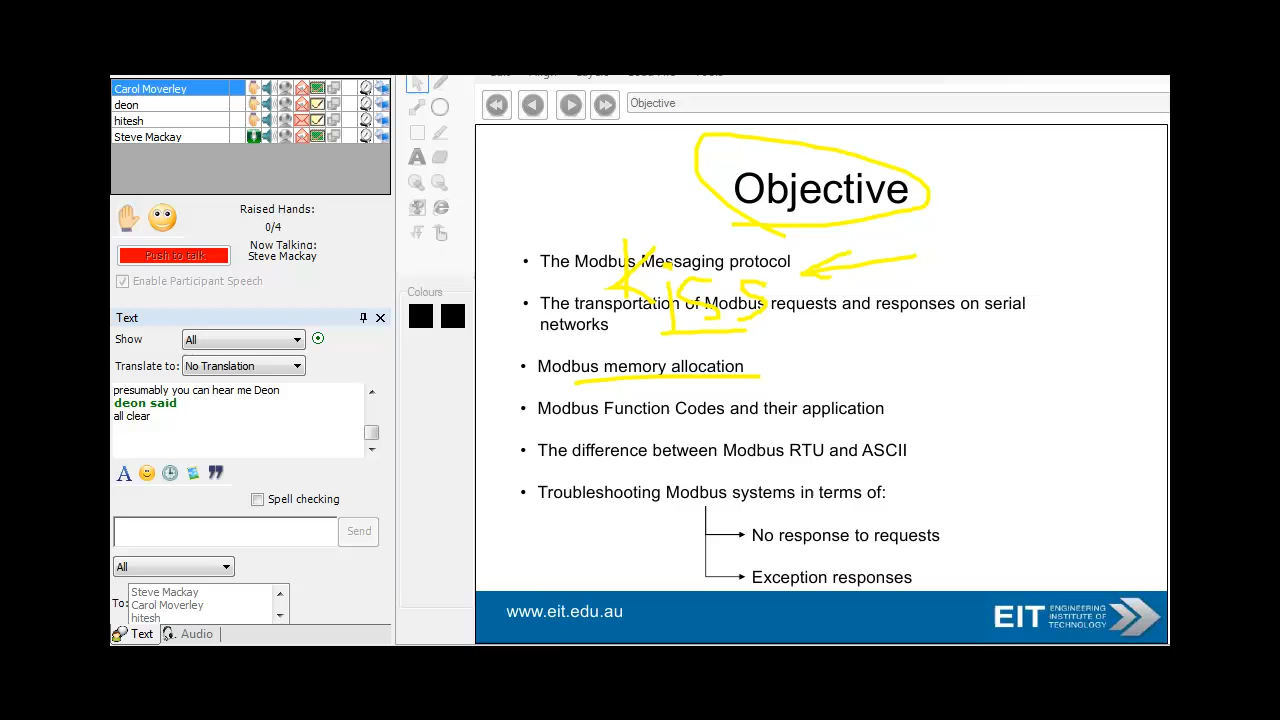 Carol Moverley
deon
hitesh
Steve Mackay
Raised Hands:
0/4
Now Talking:
Steve Mackay
Push to talk
Enable Participant Speech
Text
Show All
Translate to: No Translation
presumably you can hear me Deon
deon said
all clear
Spell checking
Send
All
To:
Steve Mackay
Carol Moverley
hitesh
Text Audio
Colours
Objective
Objective
• The Modbus Messaging protocol
Kiss
• The transportation of Modbus requests and responses on serial
networks
• Modbus memory allocation
• Modbus Function Codes and their application
• The difference between Modbus RTU and ASCII
• Troubleshooting Modbus systems in terms of:
No response to requests
Exception responses
www.eit.edu.au
EIT ENGINEERING
INSTITUTE OF
TECHNOLOGY